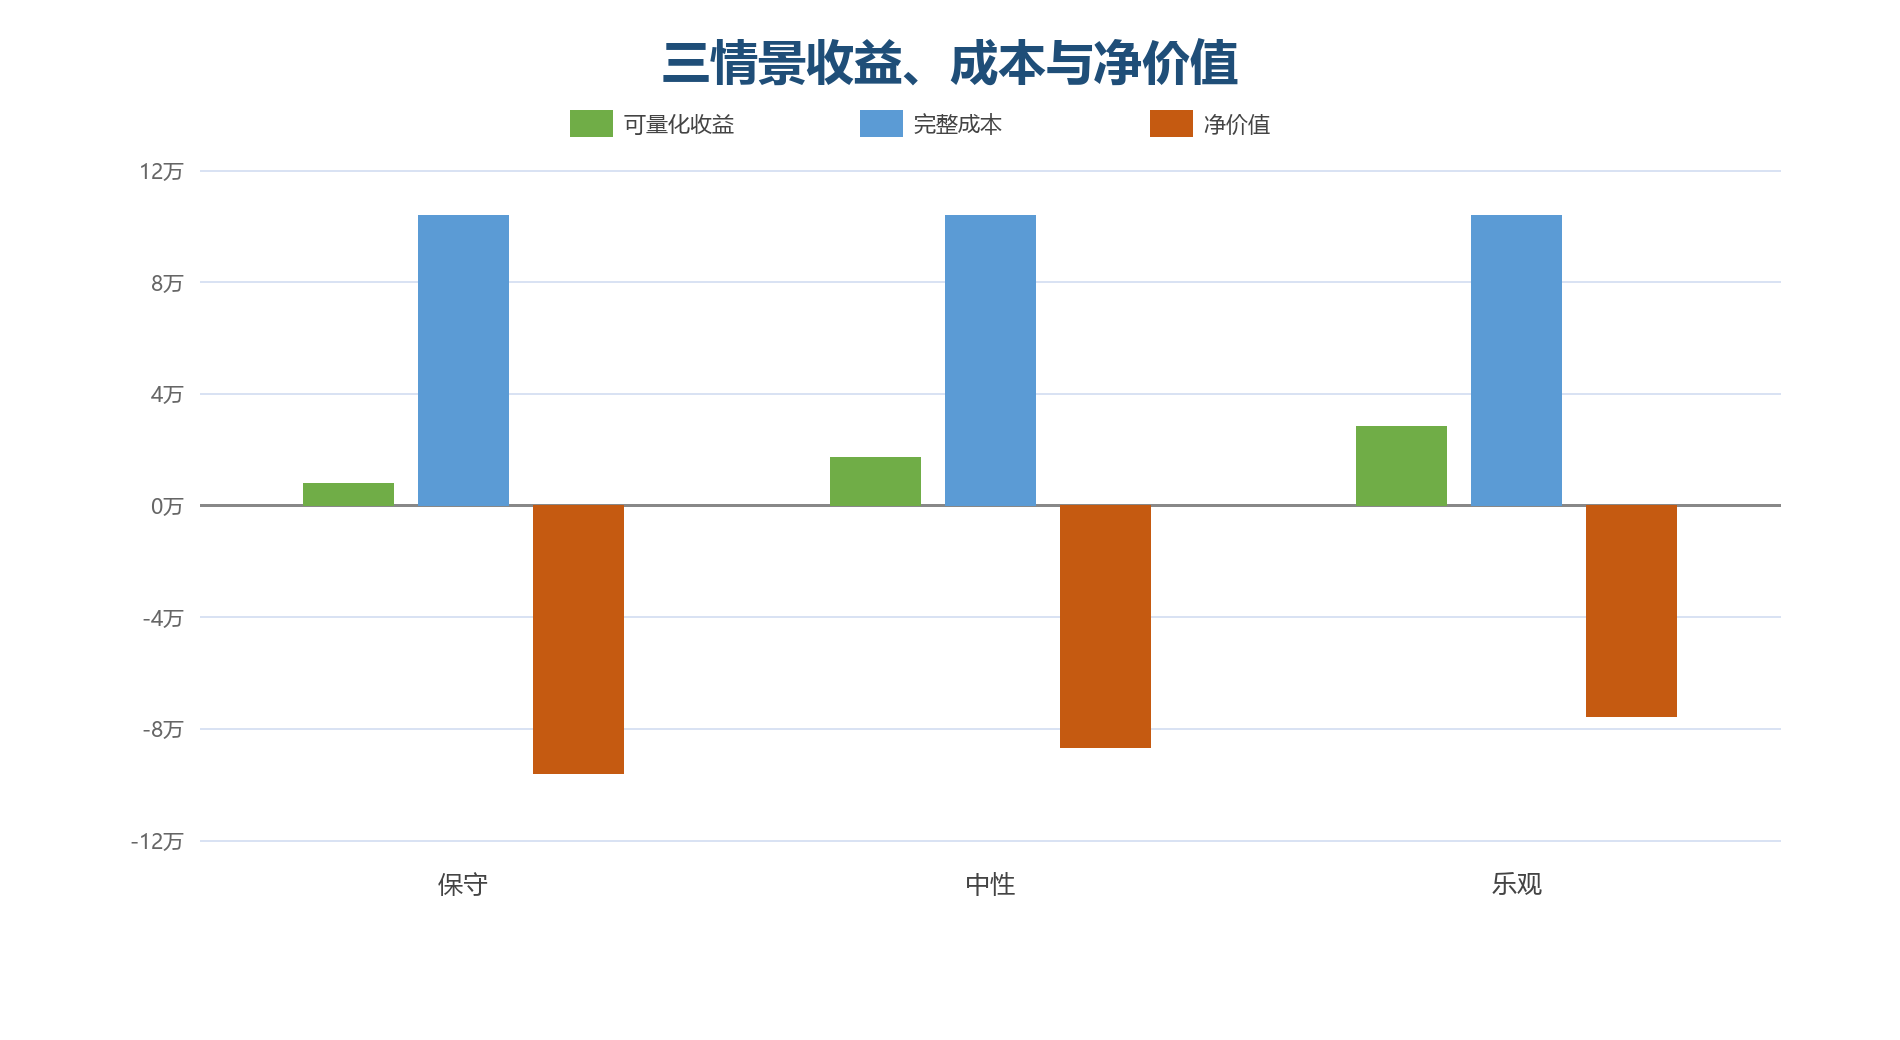 三情景收益、成本与净价值
可量化收益 完整成本 净价值
12万
8万
4万
0万
-4万
-8万
-12万
保守 中性 乐观